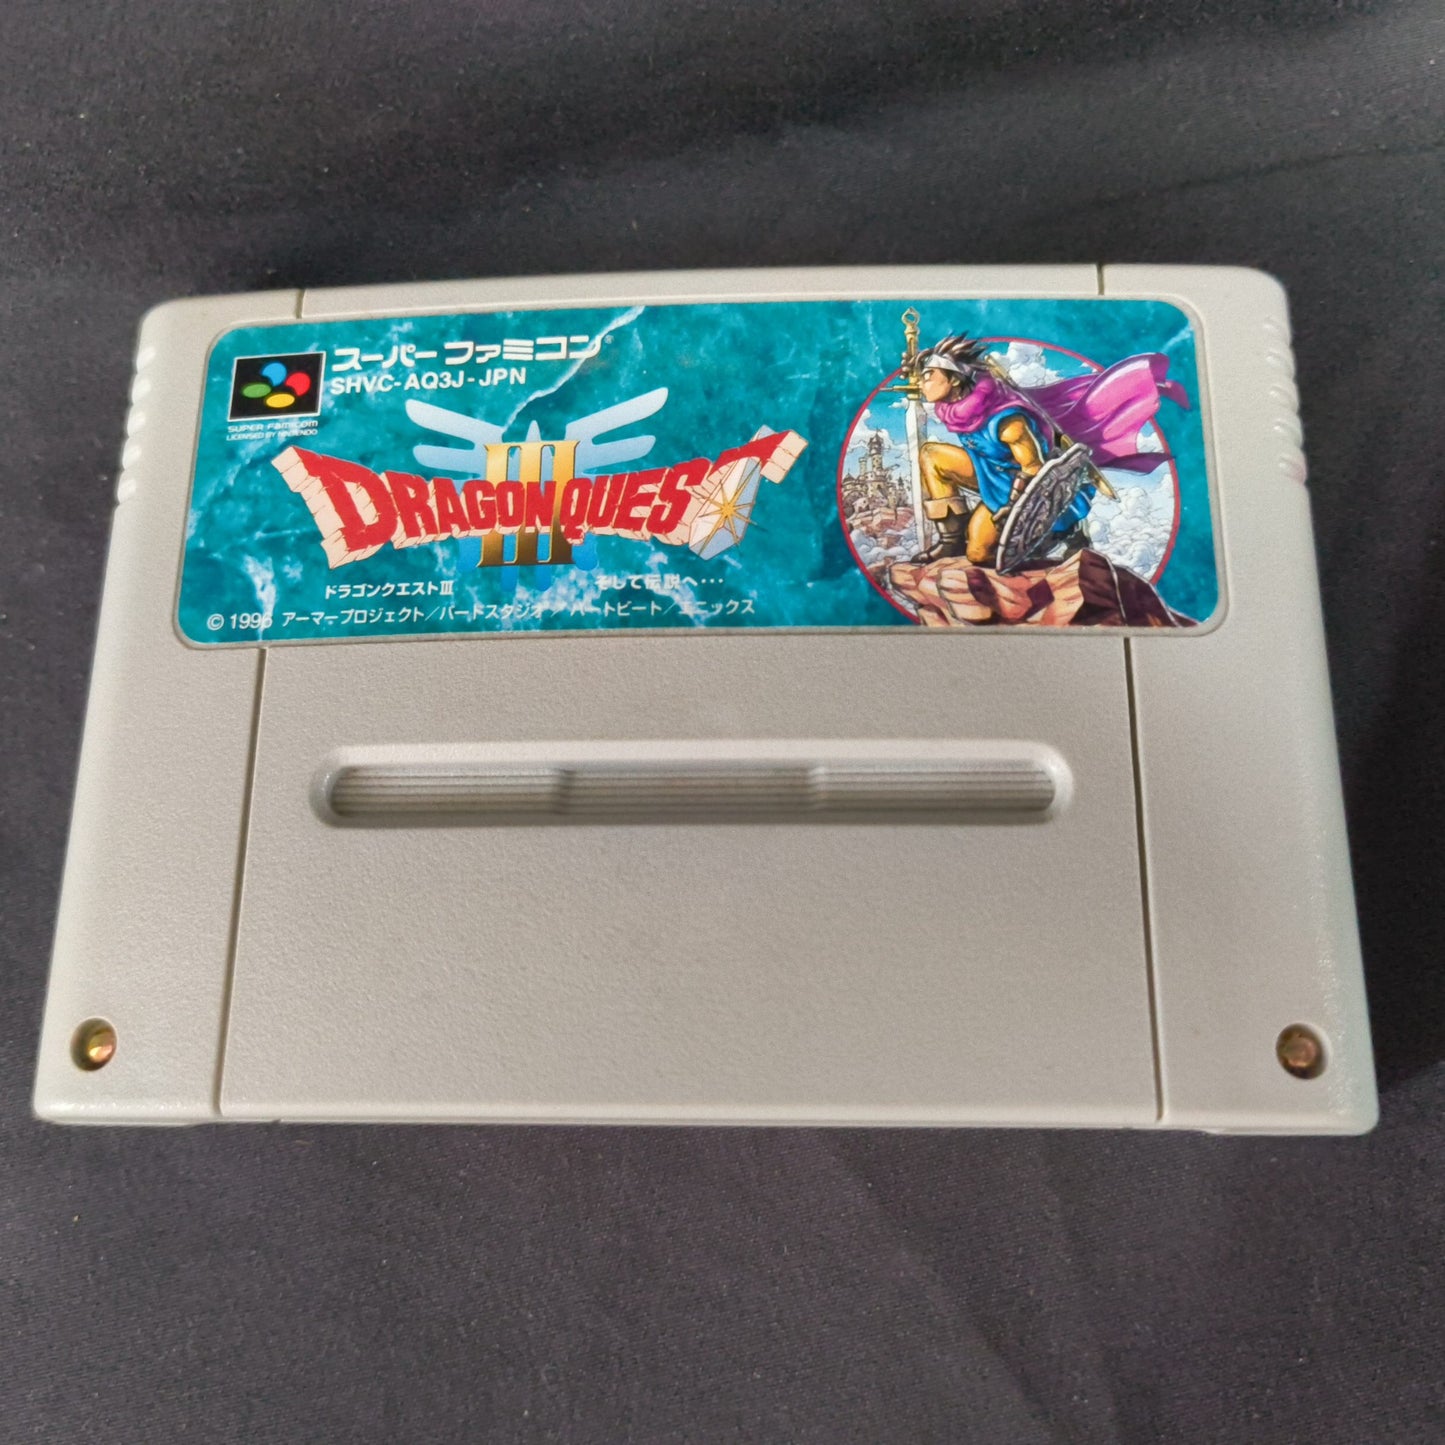 スーパーファミコン®
SHVC-AQ3J-JPN
SUPER FAMICOM
LICENSED BY NINTENDO
III
DRAGON QUEST
ドラゴンクエストIII そして伝説へ・・・
© 1996 アーマープロジェクト/バードスタジオ/ハートビート/エニックス